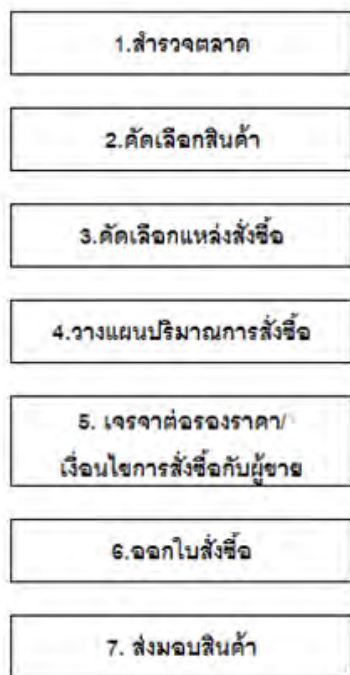 1.สำรวจตลาด
2.คัดเลือกสินค้า
3.คัดเลือกแหล่งสั่งซื้อ
4.วางแผนปริมาณการสั่งซื้อ
5. เจรจาต่อรองราคา/
เงื่อนไขการสั่งซื้อกับผู้ขาย
6.ออกใบสั่งซื้อ
7. ส่งมอบสินค้า